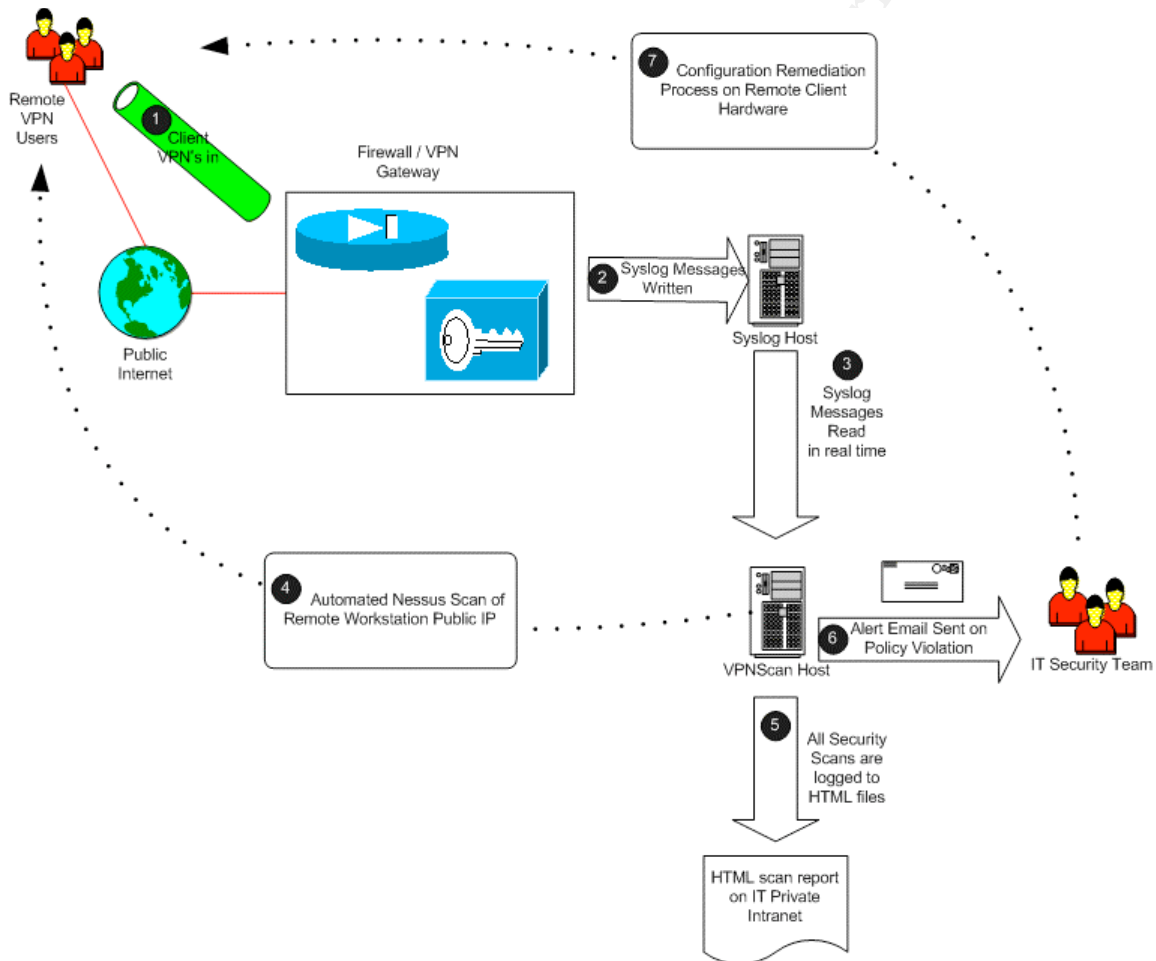 7 Configuration Remediation
Process on Remote Client
Hardware
Remote
VPN
Users
1
Client
VPN's in
Firewall / VPN
Gateway
2 Syslog Messages
Written
Syslog Host
Public
Internet
3
Syslog
Messages
Read
in real time
4 Automated Nessus Scan of
Remote Workstation Public IP
6 Alert Email Sent on
Policy Violation
VPNScan Host
IT Security Team
5
All Security
Scans are
logged to
HTML files
HTML scan report
on IT Private
Intranet